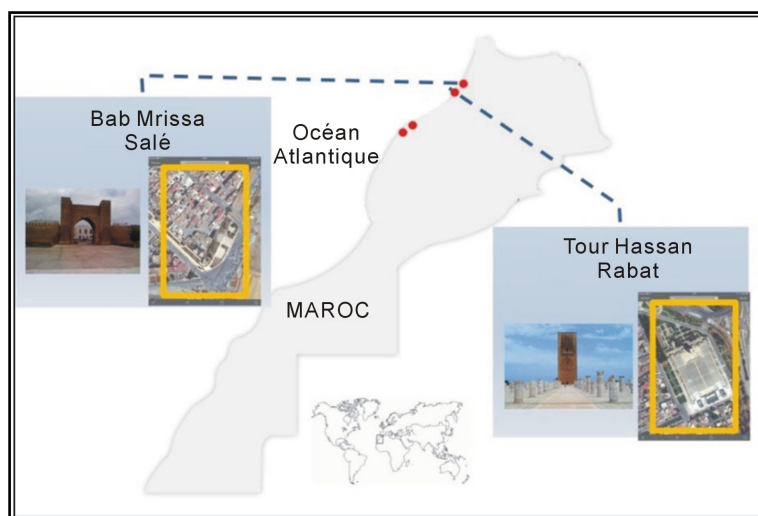 Bab Mrissa
Salé
Océan
Atlantique
Tour Hassan
Rabat
MAROC